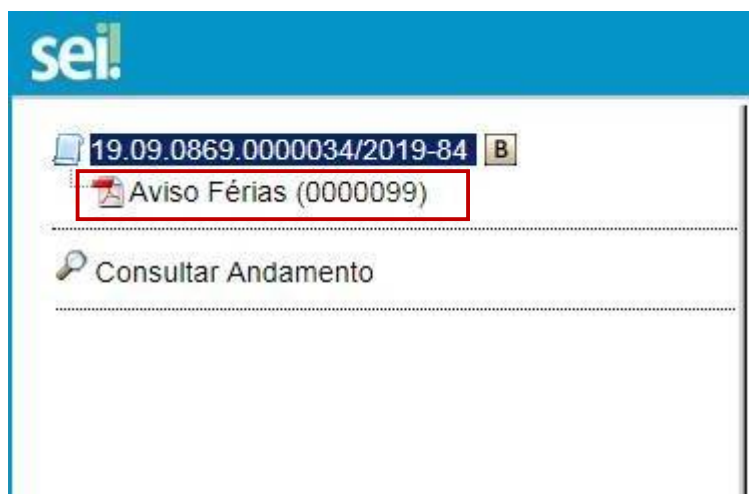 sei!
19.09.0869.0000034/2019-84 B
Aviso Férias (0000099)
Consultar Andamento